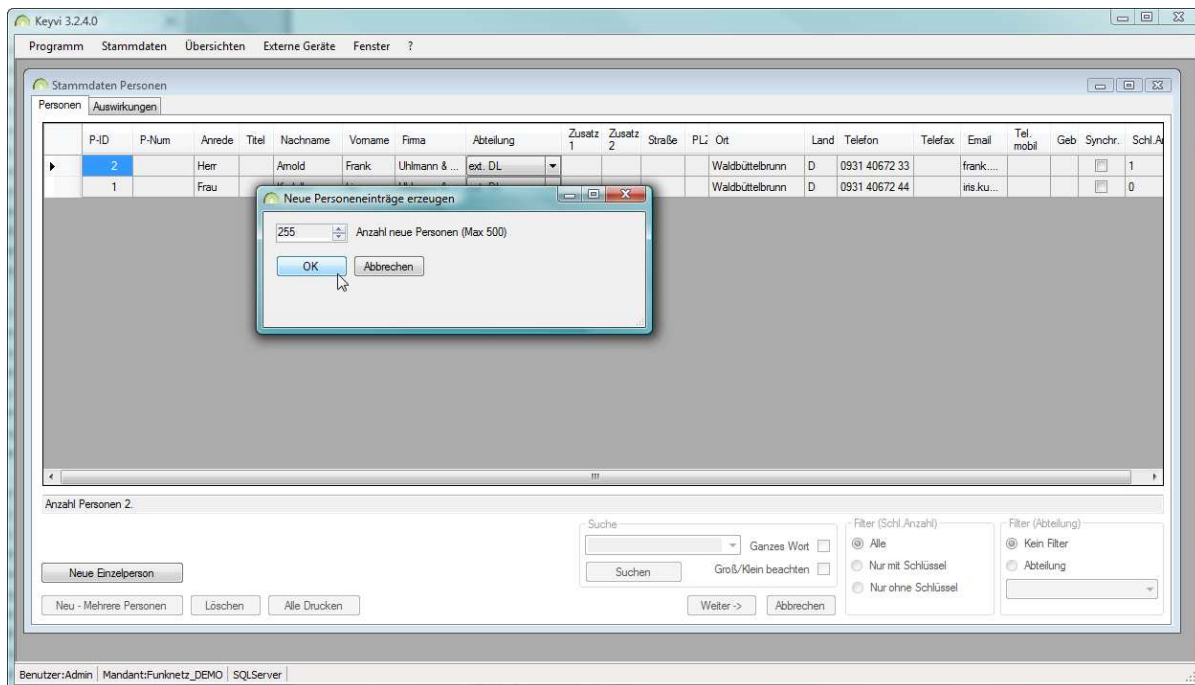 Keyvi 3.2.4.0
Programm Stammdaten Übersichten Externe Geräte Fenster ?
Stammdaten Personen
Personen Auswirkungen
P-ID P-Num Anrede Titel Nachname Vorname Firma Abteilung Zusatz 1 Zusatz 2 Straße PLZ Ort Land Telefon Telefax Email Tel. mobil Geb Synchr. Schl.A
2 Herr Arnold Frank Uhlmann & ... ext. DL Waldbüttelbrunn D 0931 40672 33 frank.... 1
1 Frau Waldbüttelbrunn D 0931 40672 44 iris.ku... 0
Neue Personeneinträge erzeugen
255 Anzahl neue Personen (Max 500)
OK Abbrechen
Anzahl Personen 2.
Suche
Ganzes Wort
Suchen Groß/Klein beachten
Filter (Schl.Anzahl)
Alle
Nur mit Schlüssel
Nur ohne Schlüssel
Filter (Abteilung)
Kein Filter
Abteilung
Neue Einzelperson
Neu - Mehrere Personen Löschen Alle Drucken Weiter -> Abbrechen
Benutzer:Admin Mandant:Funknetz_DEMO SQLServer